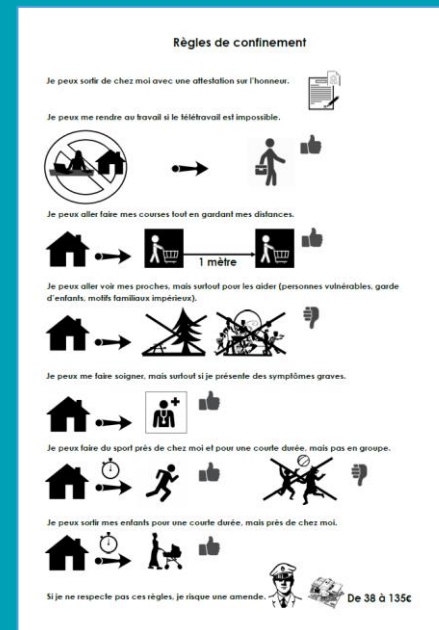 Règles de confinement
Je peux sortir de chez moi avec une attestation sur l'honneur.
Je peux me rendre au travail si le télétravail est impossible.
Je peux aller faire mes courses tout en gardant mes distances.
1 mètre
Je peux aller voir mes proches, mais surtout pour les aider (personnes vulnérables, garde
d'enfants, motifs familiaux impérieux).
Je peux me faire soigner, mais surtout si je présente des symptômes graves.
Je peux faire du sport près de chez moi et pour une courte durée, mais pas en groupe.
Je peux sortir mes enfants pour une courte durée, mais près de chez moi.
Si je ne respecte pas ces règles, je risque une amende. De 38 à 135€